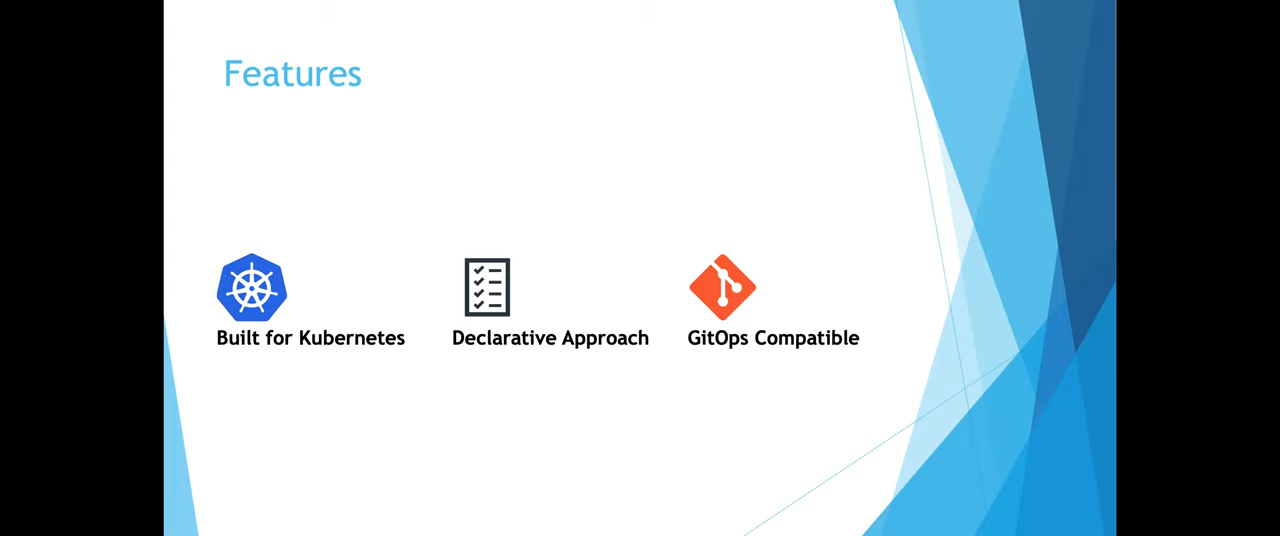 Features
Built for Kubernetes
Declarative Approach
GitOps Compatible